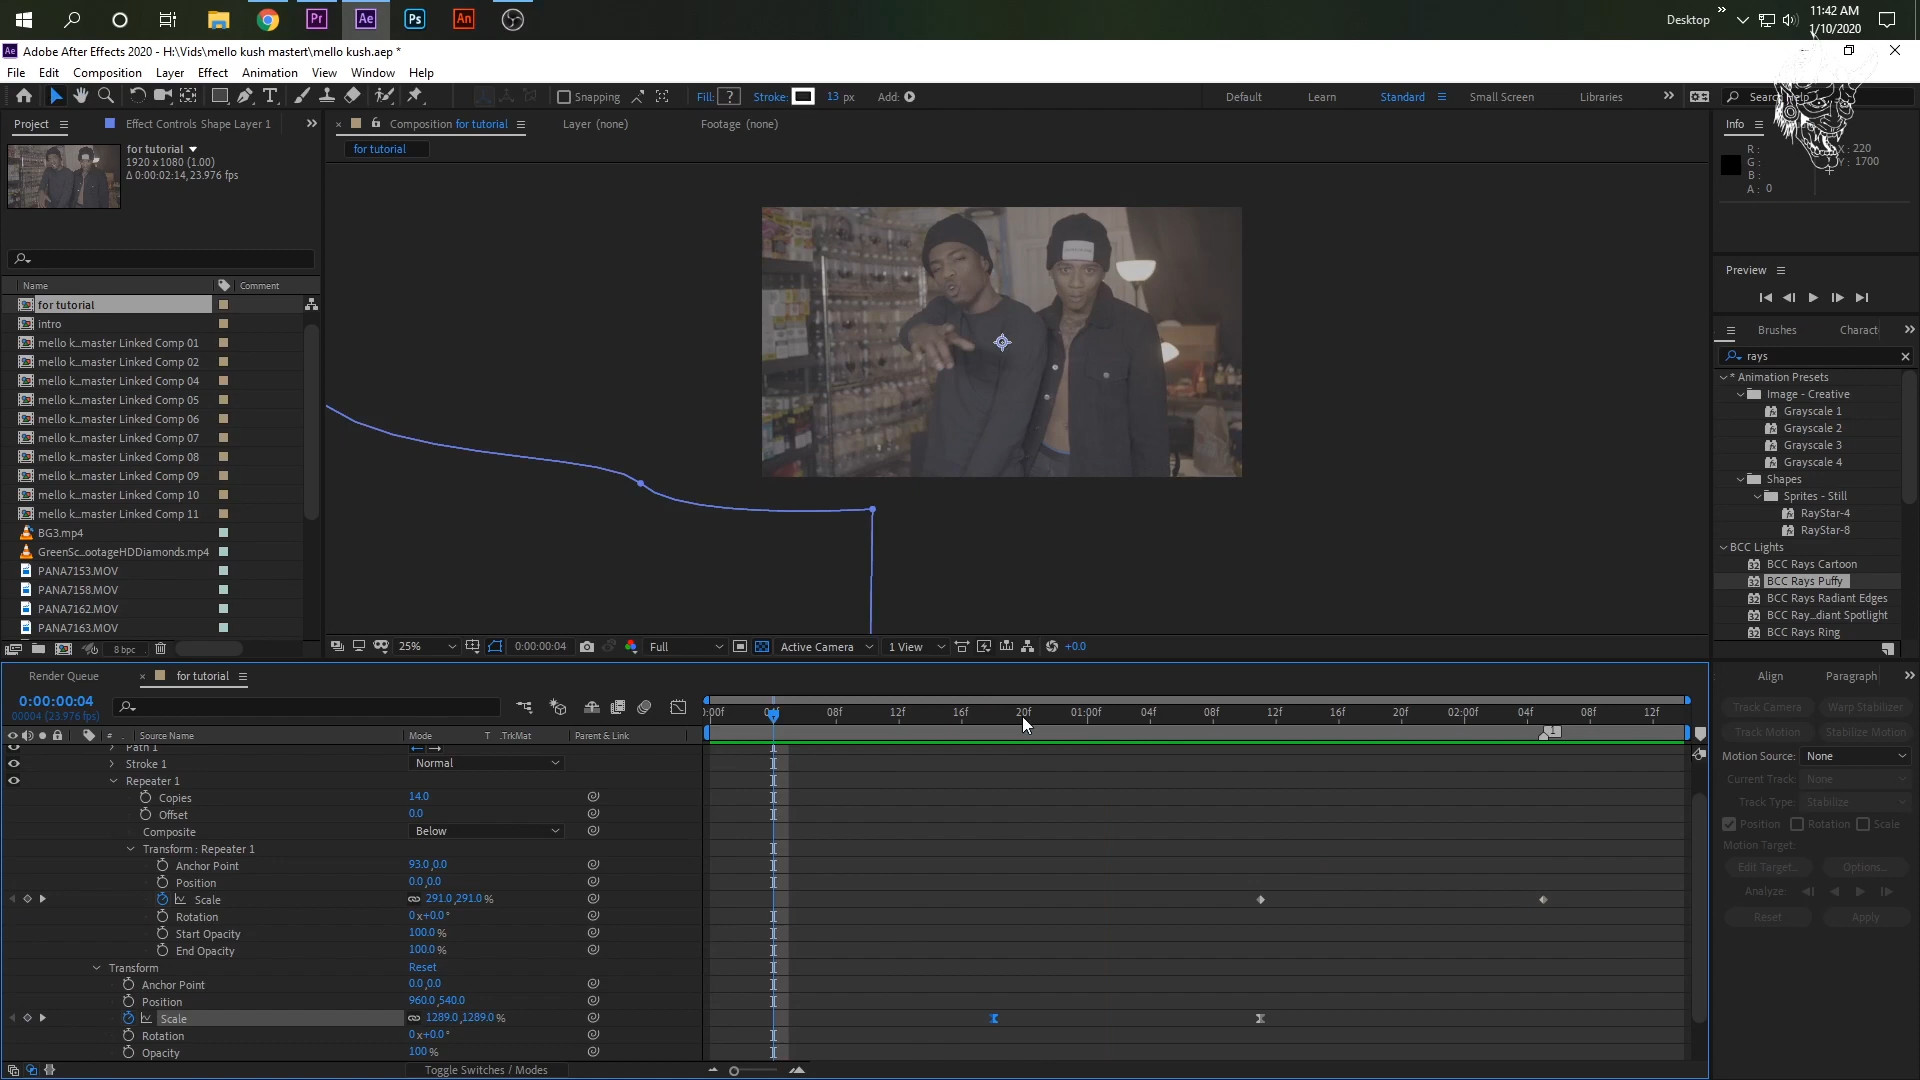 Desktop
11:42 AM
1/10/2020
Adobe After Effects 2020 - H:\Vids\mello kush mastert\mello kush.aep *
File Edit Composition Layer Effect Animation View Window Help
Snapping Fill: ? Stroke: 13 px Add: Default Learn Standard Small Screen Libraries Search Help
Project Effect Controls Shape Layer 1
Composition for tutorial Layer (none) Footage (none)
for tutorial
for tutorial
1920 x 1080 (1.00)
Δ 0:00:02:14, 23.976 fps
Info
R :
G :
B :
A : 0
X : 220
Y : 1700
Preview
Brushes Charact
rays
Name Comment
for tutorial
intro
mello k...master Linked Comp 01
mello k...master Linked Comp 02
mello k...master Linked Comp 04
mello k...master Linked Comp 05
mello k...master Linked Comp 06
mello k...master Linked Comp 07
mello k...master Linked Comp 08
mello k...master Linked Comp 09
mello k...master Linked Comp 10
mello k...master Linked Comp 11
BG3.mp4
GreenSc...ootageHDDiamonds.mp4
PANA7153.MOV
PANA7158.MOV
PANA7162.MOV
PANA7163.MOV
8 bpc
* Animation Presets
Image - Creative
Grayscale 1
Grayscale 2
Grayscale 3
Grayscale 4
Shapes
Sprites - Still
RayStar-4
RayStar-8
BCC Lights
BCC Rays Cartoon
BCC Rays Puffy
BCC Rays Radiant Edges
BCC Ray...diant Spotlight
BCC Rays Ring
25% 0:00:00:04 Full Active Camera 1 View +0.0
Render Queue for tutorial
0:00:00:04
00004 (23.976 fps)
):00f 04f 08f 12f 16f 20f 01:00f 04f 08f 12f 16f 20f 02:00f 04f 08f 12f
# Source Name Mode T .TrkMat Parent & Link
1
Path 1
Stroke 1 Normal
Repeater 1
Copies 14.0
Offset 0.0
Composite Below
Transform : Repeater 1
Anchor Point 93.0,0.0
Position 0.0,0.0
Scale 291.0,291.0 %
Rotation 0 x+0.0 °
Start Opacity 100.0 %
End Opacity 100.0 %
Transform Reset
Anchor Point 0.0,0.0
Position 960.0,540.0
Scale 1289.0,1289.0 %
Rotation 0 x+0.0 °
Opacity 100 %
Toggle Switches / Modes
Align Paragraph
Track Camera Warp Stabilizer
Track Motion Stabilize Motion
Motion Source: None
Current Track: None
Track Type: Stabilize
Position Rotation Scale
Motion Target:
Edit Target... Options...
Analyze:
Reset Apply